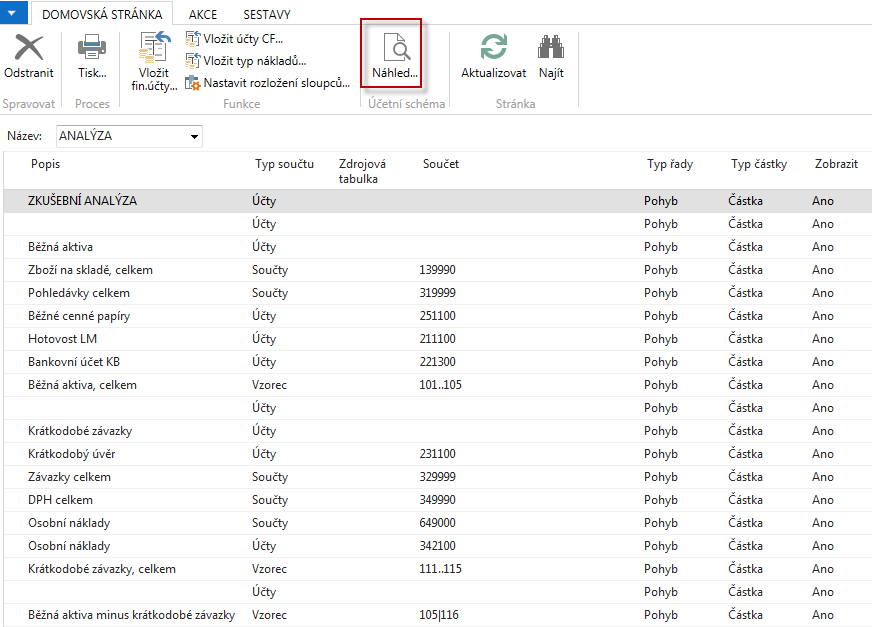 DOMOVSKÁ STRÁNKA AKCE SESTAVY
Odstranit
Tisk...
Vložit
fin.účty...
Vložit účty CF...
Vložit typ nákladů...
Nastavit rozložení sloupců...
Náhled...
Aktualizovat
Najít
Spravovat Proces Funkce Účetní schéma Stránka
Název: ANALÝZA
Popis Typ součtu Zdrojová tabulka Součet Typ řady Typ částky Zobrazit
ZKUŠEBNÍ ANALÝZA Účty Pohyb Částka Ano
Účty Pohyb Částka Ano
Běžná aktiva Účty Pohyb Částka Ano
Zboží na skladě, celkem Součty 139990 Pohyb Částka Ano
Pohledávky celkem Součty 319999 Pohyb Částka Ano
Běžné cenné papíry Účty 251100 Pohyb Částka Ano
Hotovost LM Účty 211100 Pohyb Částka Ano
Bankovní účet KB Účty 221300 Pohyb Částka Ano
Běžná aktiva, celkem Vzorec 101..105 Pohyb Částka Ano
Účty Pohyb Částka Ano
Krátkodobé závazky Účty Pohyb Částka Ano
Krátkodobý úvěr Účty 231100 Pohyb Částka Ano
Závazky celkem Součty 329999 Pohyb Částka Ano
DPH celkem Součty 349990 Pohyb Částka Ano
Osobní náklady Součty 649000 Pohyb Částka Ano
Osobní náklady Účty 342100 Pohyb Částka Ano
Krátkodobé závazky, celkem Vzorec 111..115 Pohyb Částka Ano
Účty Pohyb Částka Ano
Běžná aktiva minus krátkodobé závazky Vzorec 105|116 Pohyb Částka Ano